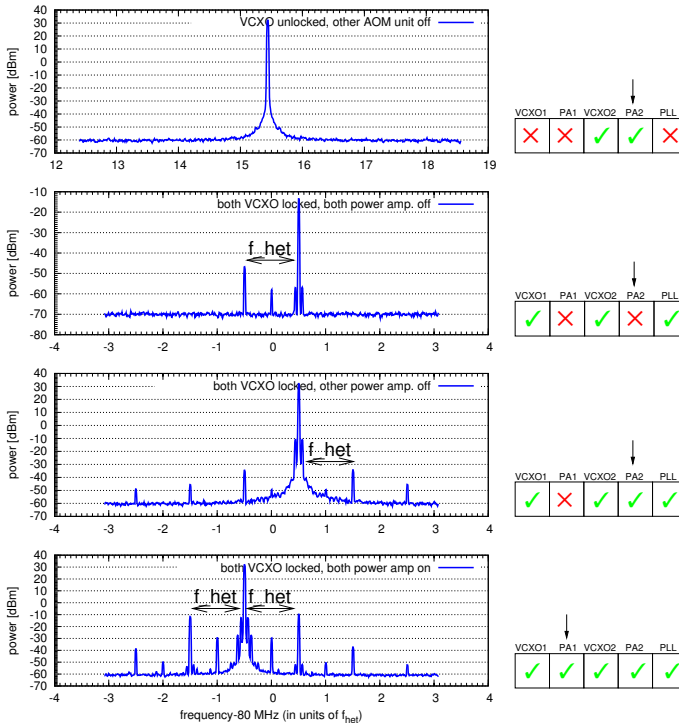 VCXO unlocked, other AOM unit off
power [dBm]
40
30
20
10
0
-10
-20
-30
-40
-50
-60
-70
12 13 14 15 16 17 18 19
VCXO1 PA1 VCXO2 PA2 PLL
both VCXO locked, both power amp. off
power [dBm]
-10
-20
-30
-40
-50
-60
-70
-80
f_het
-4 -3 -2 -1 0 1 2 3 4
VCXO1 PA1 VCXO2 PA2 PLL
both VCXO locked, other power amp. off
power [dBm]
40
30
20
10
0
-10
-20
-30
-40
-50
-60
-70
f_het
-4 -3 -2 -1 0 1 2 3 4
VCXO1 PA1 VCXO2 PA2 PLL
both VCXO locked, both power amp on
power [dBm]
40
30
20
10
0
-10
-20
-30
-40
-50
-60
-70
f_het f_het
-4 -3 -2 -1 0 1 2 3 4
frequency-80 MHz (in units of f_het)
VCXO1 PA1 VCXO2 PA2 PLL